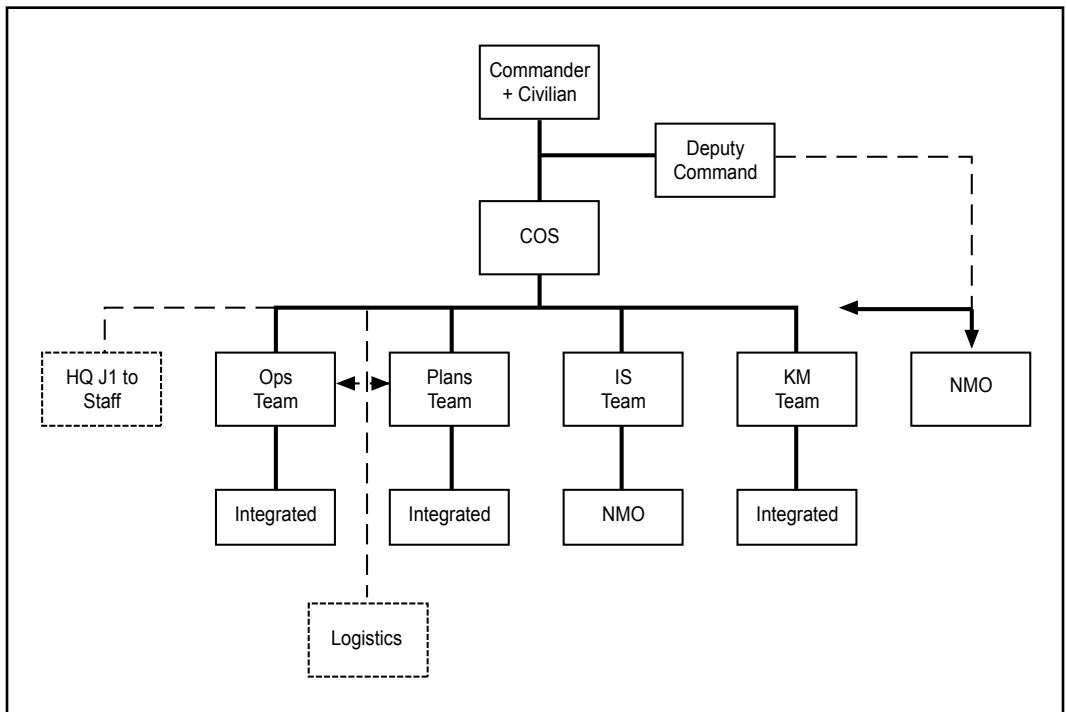 Commander
+ Civilian
Deputy
Command
COS
HQ J1 to
Staff
Ops
Team
Plans
Team
IS
Team
KM
Team
NMO
Integrated
Integrated
NMO
Integrated
Logistics